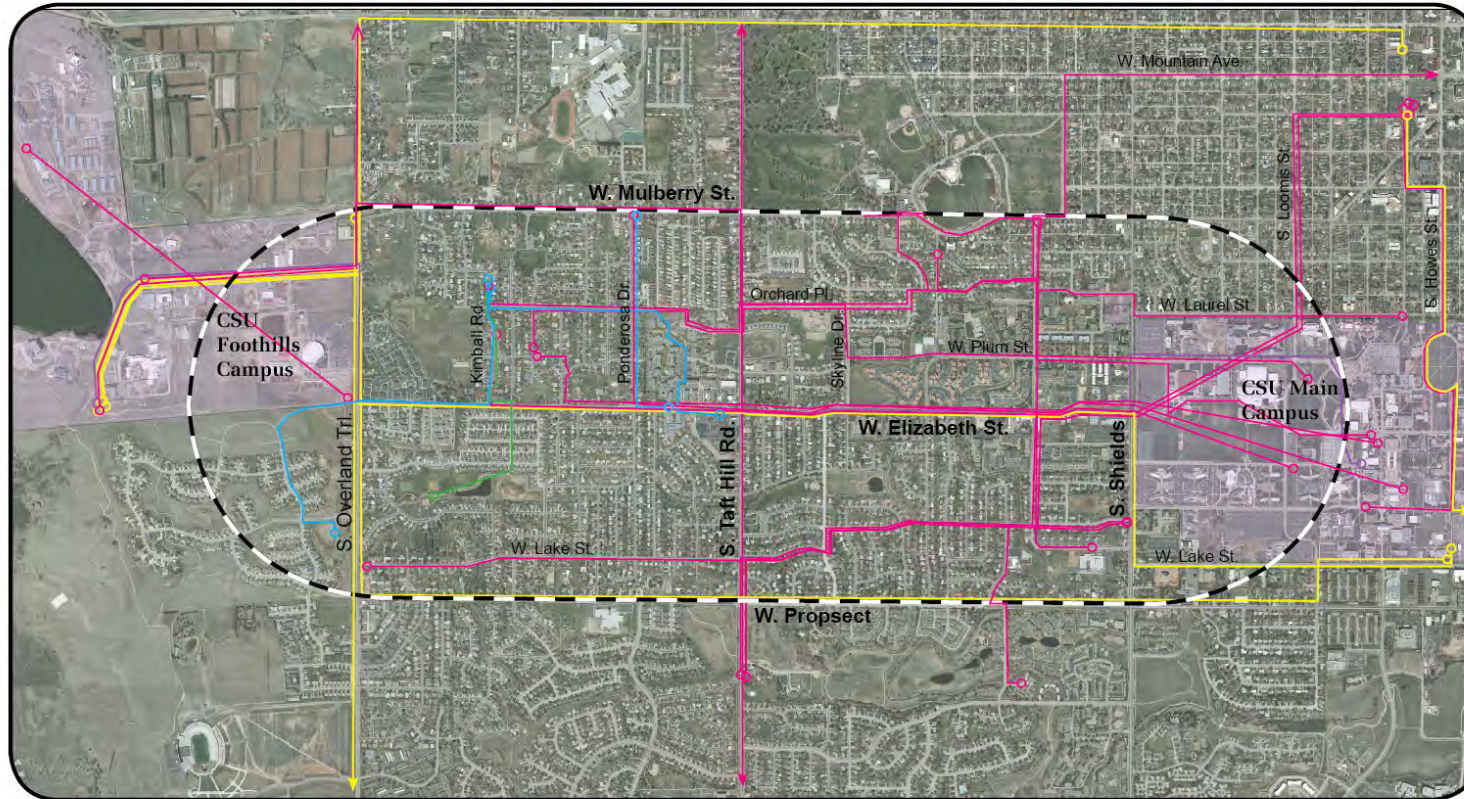 W. Mountain Ave
S. Loomis St.
W. Mulberry St.
S. Howes St.
Orchard Pl.
W. Laurel St.
Kimball Rd
Ponderosa Dr.
Skyline Dr.
W. Plum St.
CSU
Foothills
Campus
CSU Main
Campus
S. Overland Trl.
S. Taft Hill Rd.
W. Elizabeth St.
S. Shields
W. Lake St.
W. Lake St.
W. Propsect